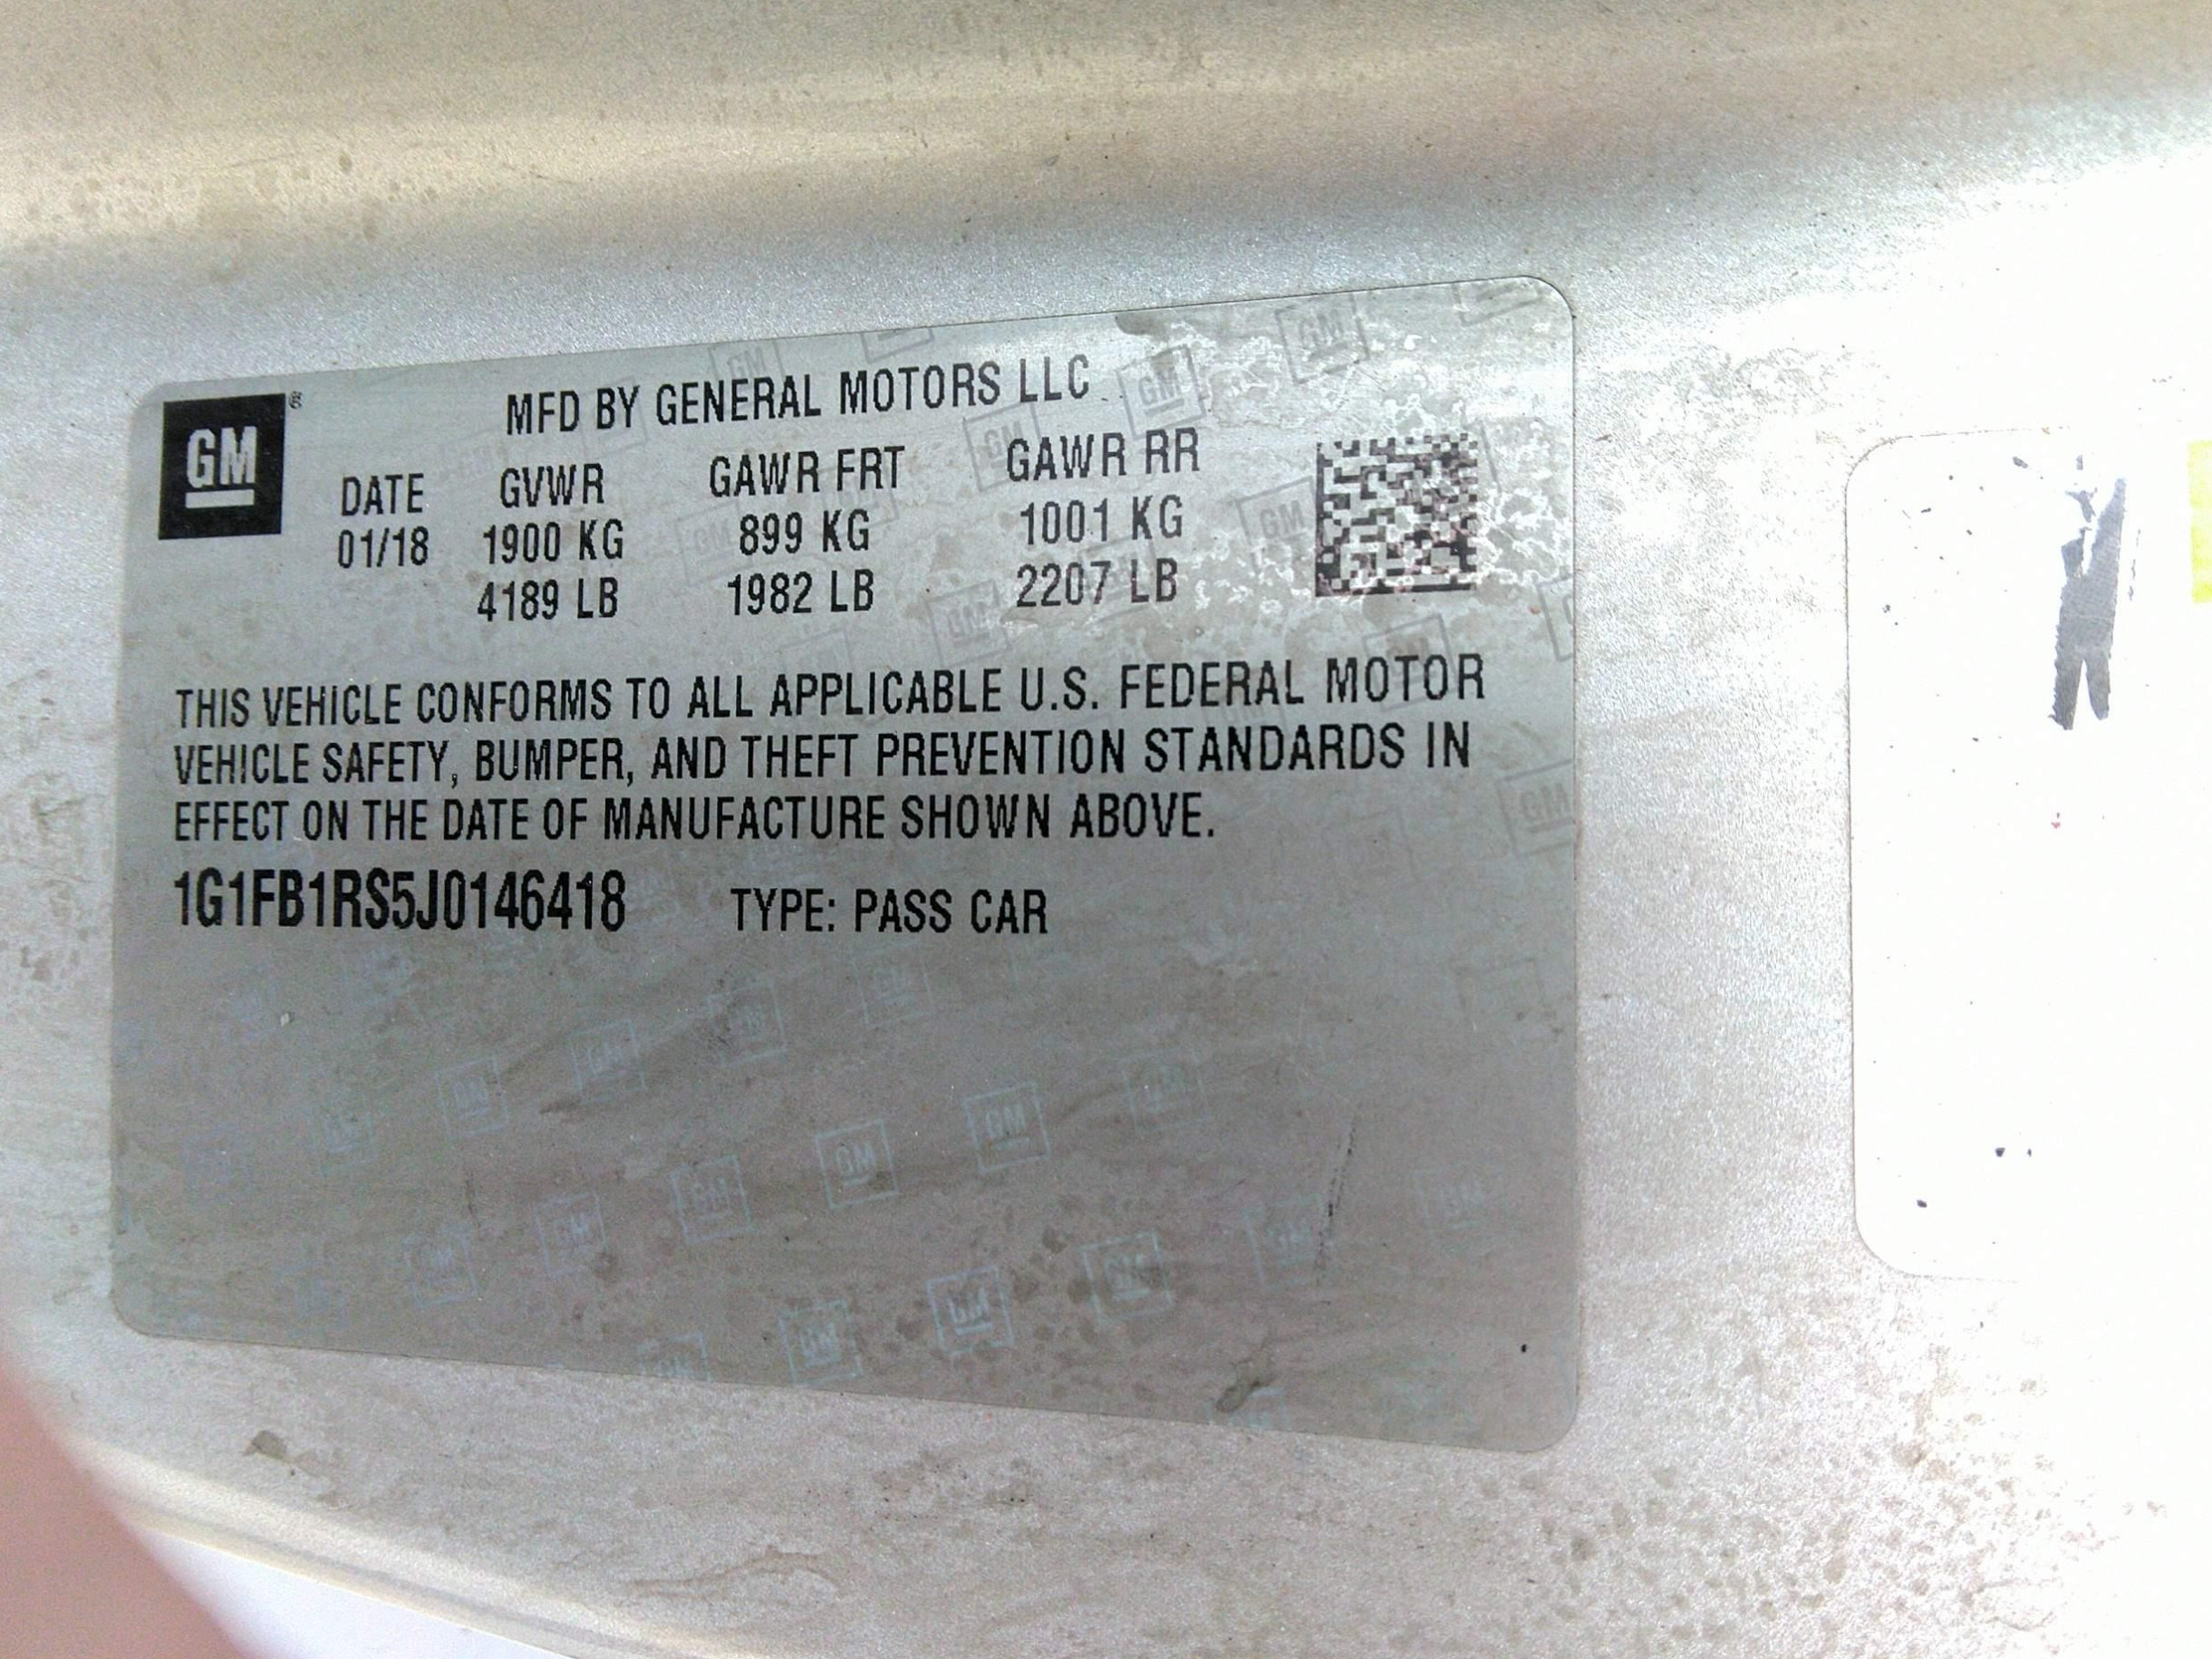 GM
MFD BY GENERAL MOTORS LLC
DATE GVWR GAWR FRT GAWR RR
01/18 1900 KG 899 KG 1001 KG
4189 LB 1982 LB 2207 LB
THIS VEHICLE CONFORMS TO ALL APPLICABLE U.S. FEDERAL MOTOR
VEHICLE SAFETY, BUMPER, AND THEFT PREVENTION STANDARDS IN
EFFECT ON THE DATE OF MANUFACTURE SHOWN ABOVE.
1G1FB1RS5J0146418 TYPE: PASS CAR